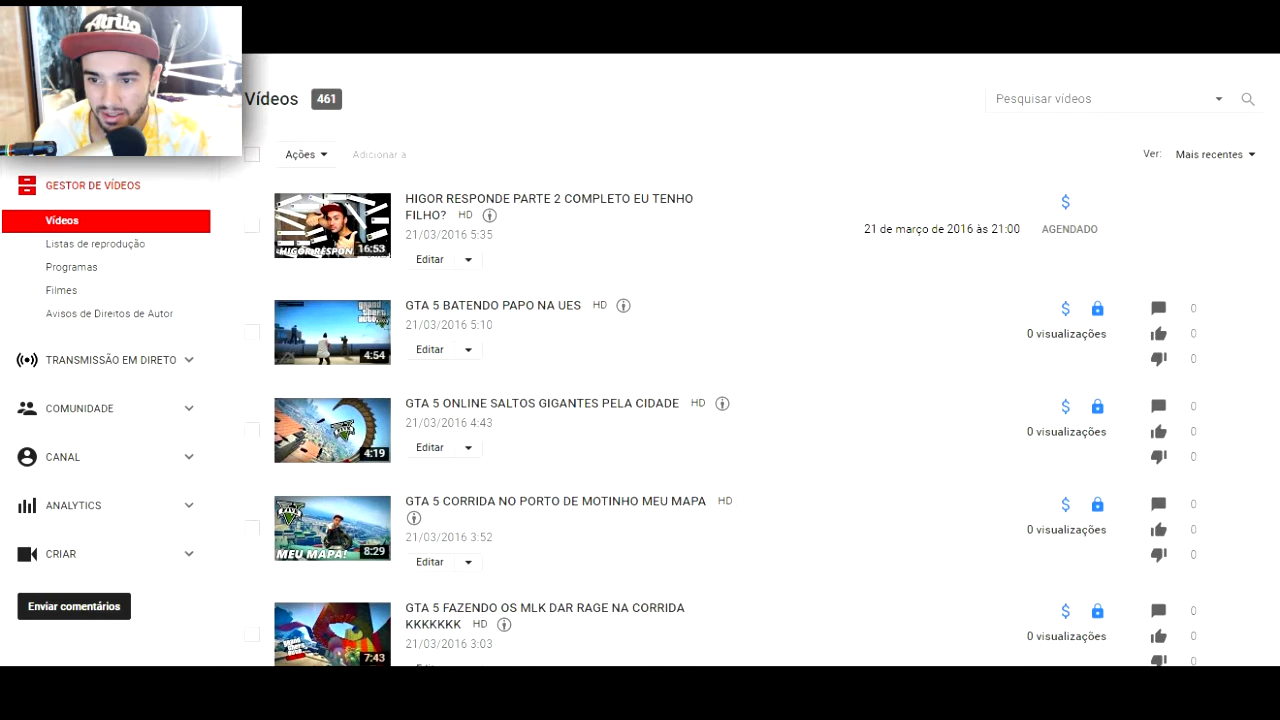 Atrito
Vídeos 461
Pesquisar vídeos
Ações Adicionar a
Ver: Mais recentes
GESTOR DE VÍDEOS
Vídeos
Listas de reprodução
Programas
Filmes
Avisos de Direitos de Autor
TRANSMISSÃO EM DIRETO
COMUNIDADE
CANAL
ANALYTICS
CRIAR
Enviar comentários
HIGOR RESPON
16:53
HIGOR RESPONDE PARTE 2 COMPLETO EU TENHO
FILHO? HD
21/03/2016 5:35
Editar
$
21 de março de 2016 às 21:00 AGENDADO
grand
theft
4:54
GTA 5 BATENDO PAPO NA UES HD
21/03/2016 5:10
Editar
$
0 visualizações
0
0
0
4:19
GTA 5 ONLINE SALTOS GIGANTES PELA CIDADE HD
21/03/2016 4:43
Editar
$
0 visualizações
0
0
0
MEU MAPA!
8:29
GTA 5 CORRIDA NO PORTO DE MOTINHO MEU MAPA HD
21/03/2016 3:52
Editar
$
0 visualizações
0
0
0
7:43
GTA 5 FAZENDO OS MLK DAR RAGE NA CORRIDA
KKKKKKK HD
21/03/2016 3:03
$
0 visualizações
0
0
0